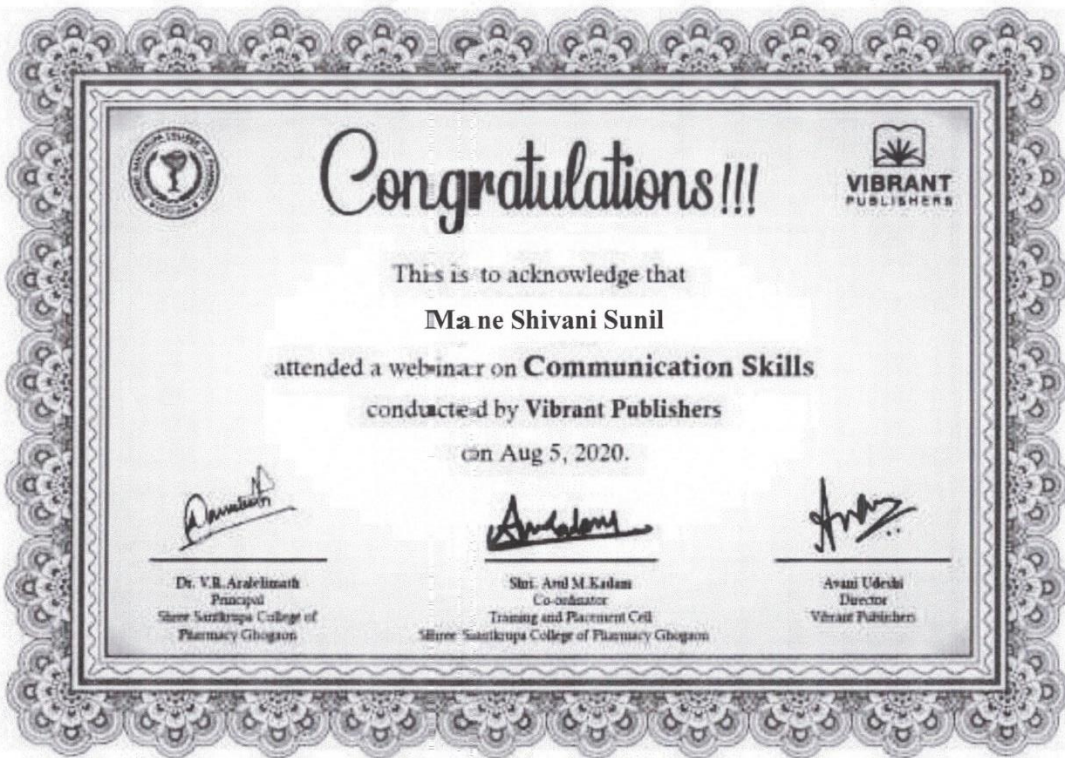 Congratulations!!!
VIBRANT
PUBLISHERS
This is to acknowledge that
Mane Shivani Sunil
attended a webinar on Communication Skills
conducted by Vibrant Publishers
on Aug 5, 2020.
Dr. V.R. Aralelimath
Principal
Shree Santkrupa College of
Pharmacy Ghogaon
Shri. Amol M.Kadam
Co-ordinator
Training and Placement Cell
Shree Santkrupa College of Pharmacy Ghogaon
Avani Udeshi
Director
Vibrant Publishers